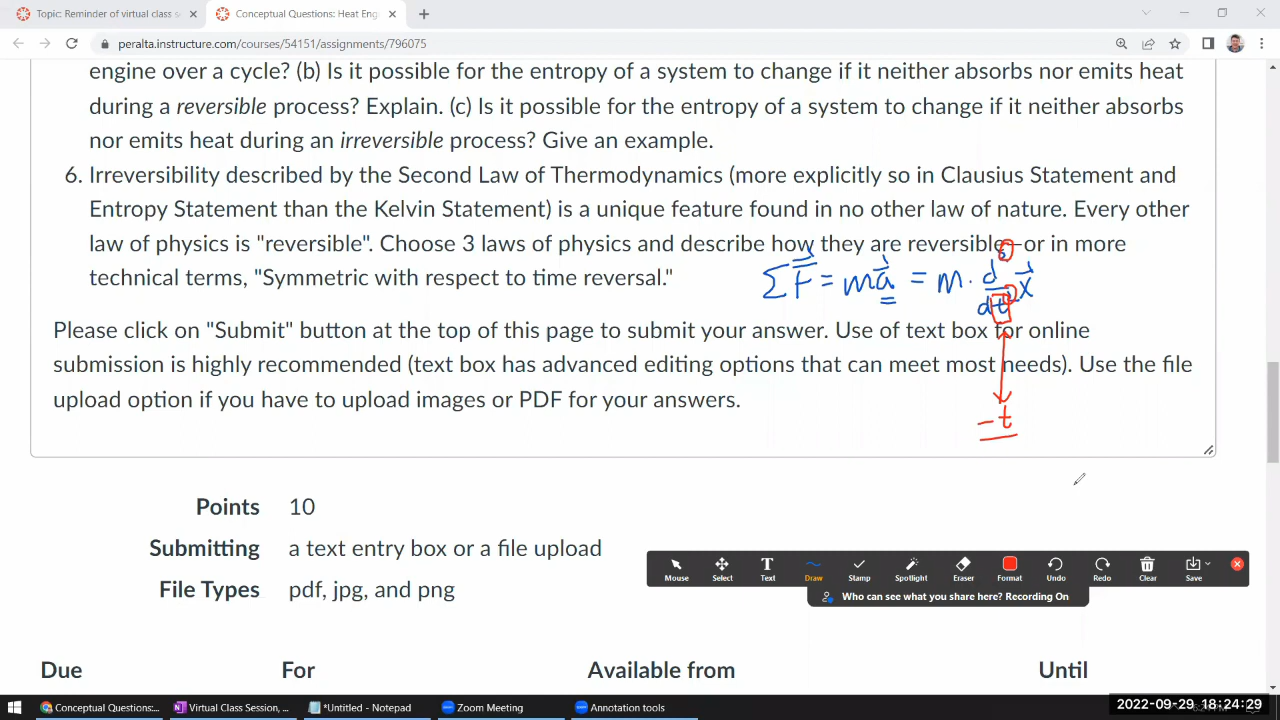 Topic: Reminder of virtual class s
Conceptual Questions: Heat Eng
peralta.instructure.com/courses/54151/assignments/796075
engine over a cycle? (b) Is it possible for the entropy of a system to change if it neither absorbs nor emits heat
during a reversible process? Explain. (c) Is it possible for the entropy of a system to change if it neither absorbs
nor emits heat during an irreversible process? Give an example.
6. Irreversibility described by the Second Law of Thermodynamics (more explicitly so in Clausius Statement and
Entropy Statement than the Kelvin Statement) is a unique feature found in no other law of nature. Every other
law of physics is "reversible". Choose 3 laws of physics and describe how they are reversible—or in more
technical terms, "Symmetric with respect to time reversal."
∑F⃗ = ma⃗ = m · d²/dt² x⃗
-t
Please click on "Submit" button at the top of this page to submit your answer. Use of text box for online
submission is highly recommended (text box has advanced editing options that can meet most needs). Use the file
upload option if you have to upload images or PDF for your answers.
Points 10
Submitting a text entry box or a file upload
File Types pdf, jpg, and png
Mouse Select Text Draw Stamp Spotlight Eraser Format Undo Redo Clear Save
Who can see what you share here? Recording On
Due For Available from Until
Conceptual Questions:... Virtual Class Session, ... *Untitled - Notepad Zoom Meeting Annotation tools
2022-09-29 18:24:29